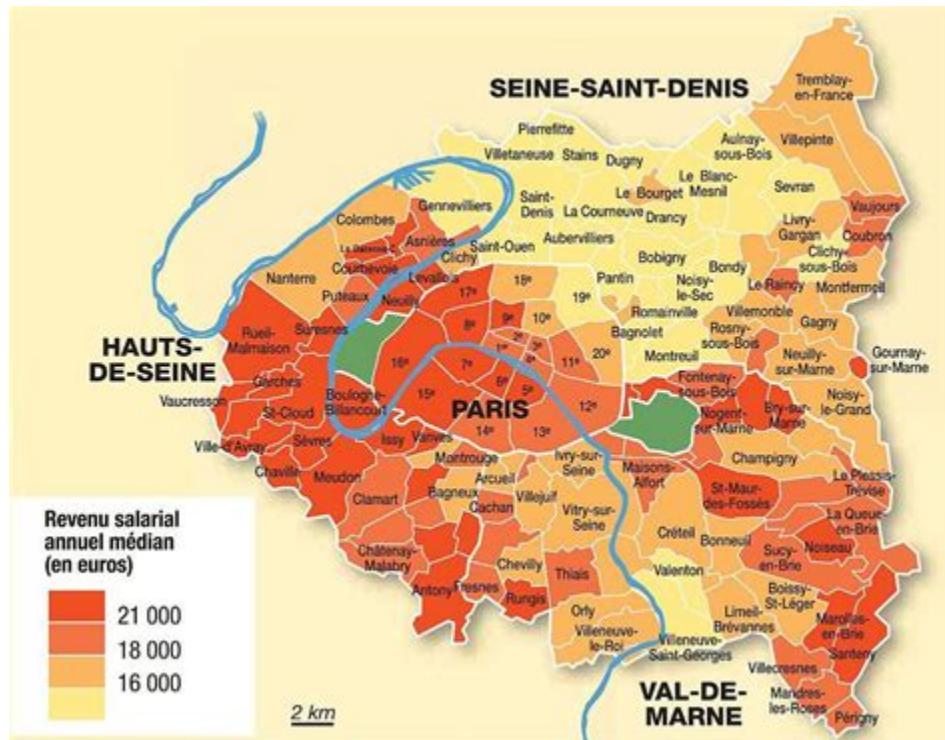 SEINE-SAINT-DENIS
Tremblay-
en-France
Pierrefitte
Villetaneuse
Stains
Dugny
Aulnay-
sous-Bois
Villepinte
Le Blanc-
Mesnil
Sevran
Le Bourget
Saint-
Denis
La Courneuve
Drancy
Vaujours
Gennevilliers
Colombes
Livry-
Gargan
Coubron
Asnières
Saint-Ouen
Aubervilliers
La Garenne-C.
Clichy
Bobigny
Bondy
Clichy-
sous-Bois
Courbevoie
Levallois
Nanterre
Pantin
Noisy-
le-Sec
Le Raincy
Montfermeil
Puteaux
Neuilly
17e
18e
19e
Romainville
Villemonble
Gagny
8e
9e
10e
Bagnolet
Rosny-
sous-Bois
Suresnes
Rueil-
Malmaison
HAUTS-
DE-SEINE
1er
2e
3e
4e
11e
20e
Montreuil
Neuilly-
sur-Marne
Gournay-
sur-Marne
16e
7e
6e
5e
12e
Fontenay-
sous-Bois
Garches
Vaucresson
Boulogne-
Billancourt
15e
PARIS
Nogent-
sur-Marne
Bry-sur-
Marne
Noisy-
le-Grand
St-Cloud
14e
13e
Ville-d'Avray
Sèvres
Issy
Vanves
Montrouge
Ivry-sur-
Seine
Maisons-
Alfort
Champigny
Chaville
Meudon
Clamart
Bagneux
Arcueil
Cachan
Villejuif
Vitry-sur-
Seine
St-Maur-
des-Fossés
Le Plessis-
Trévise
La Queue-
en-Brie
Créteil
Bonneuil
Sucy-
en-Brie
Noiseau
Châtenay-
Malabry
Chevilly
Thiais
Valenton
Boissy-
St-Léger
Antony
Fresnes
Rungis
Orly
Villeneuve-
le-Roi
Limeil-
Brévannes
Marolles-
en-Brie
Santeny
Villeneuve-
Saint-Georges
Villecresnes
Mandres-
les-Roses
Périgny
VAL-DE-
MARNE
Revenu salarial
annuel médian
(en euros)
21 000
18 000
16 000
2 km